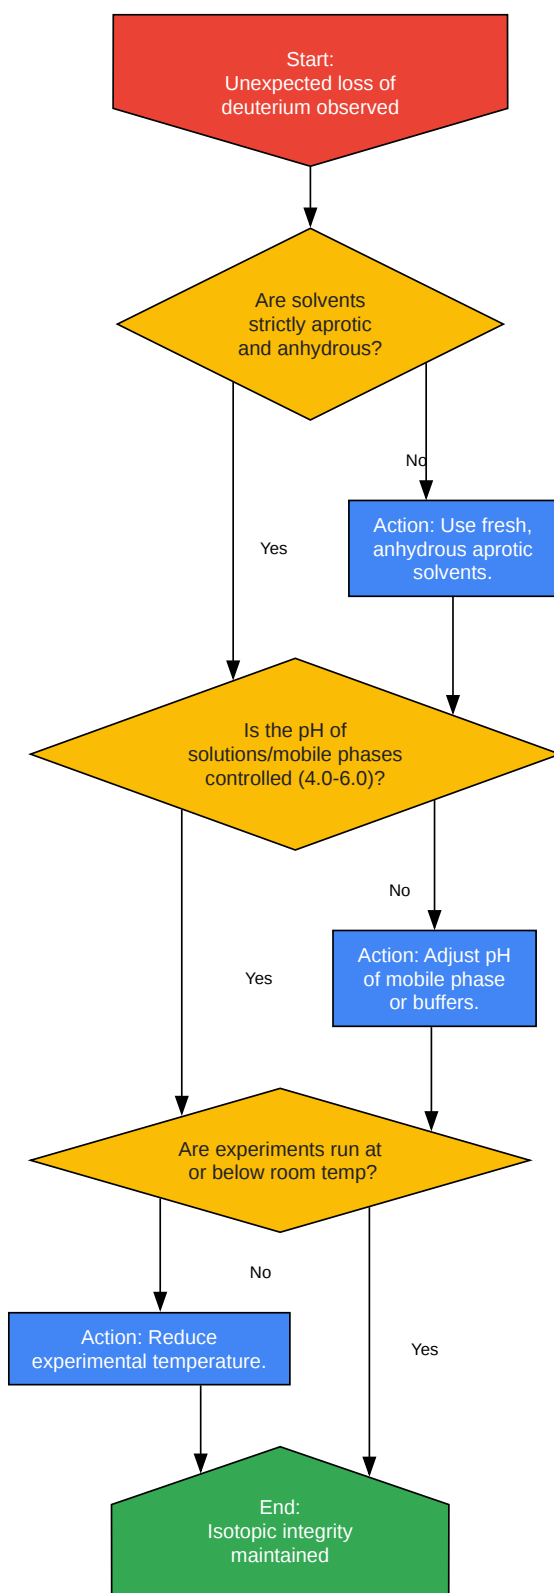 Start:
Unexpected loss of
deuterium observed
Are solvents
strictly aprotic
and anhydrous?
No
Action: Use fresh,
anhydrous aprotic
solvents.
Yes
Is the pH of
solutions/mobile phases
controlled (4.0-6.0)?
No
Action: Adjust pH
of mobile phase
or buffers.
Yes
Are experiments run at
or below room temp?
No
Action: Reduce
experimental temperature.
Yes
End:
Isotopic integrity
maintained